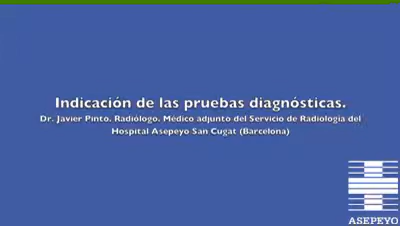 Indicación de las pruebas diagnósticas.
Dr. Javier Pinto. Radiólogo. Médico adjunto del Servicio de Radiología del
Hospital Asepeyo San Cugat (Barcelona)
ASEPEYO